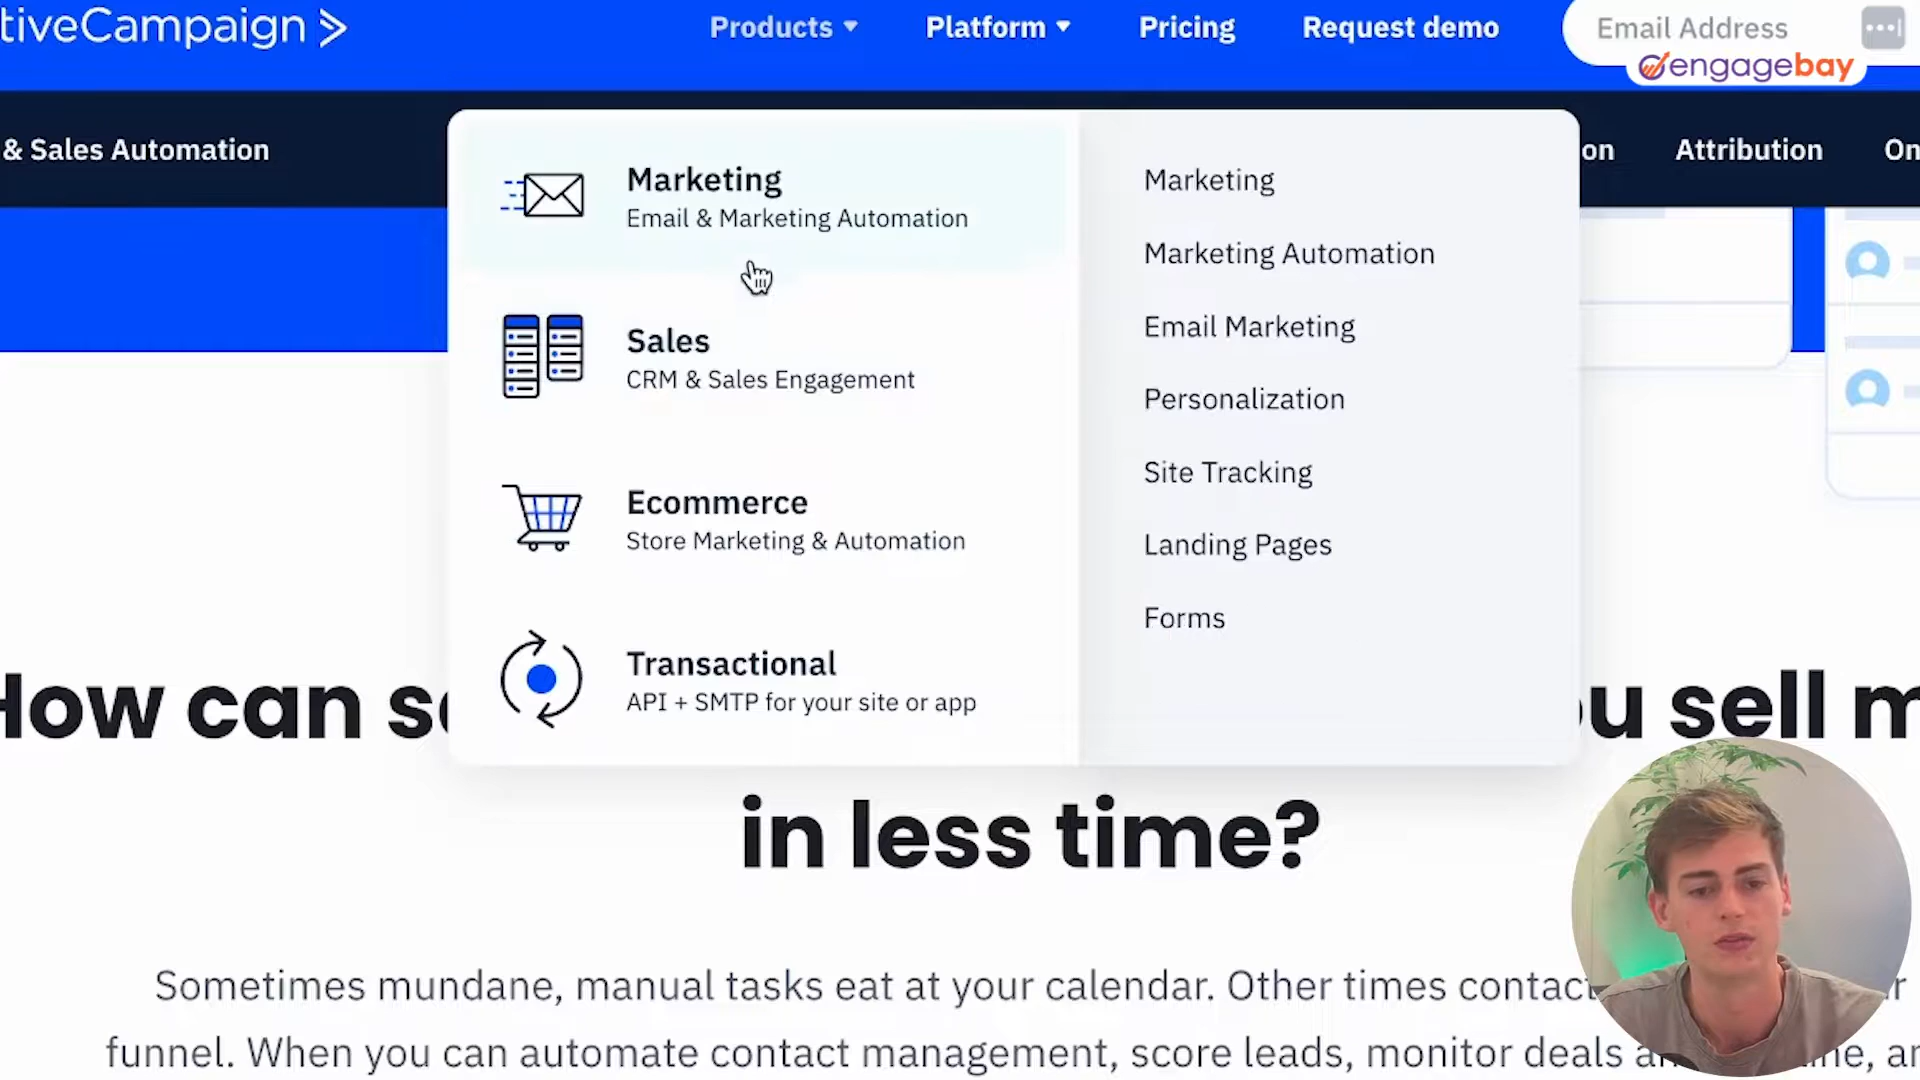 tiveCampaign
Products
Platform
Pricing
Request demo
Email Address
engagebay
& Sales Automation
on
Attribution
On
Marketing
Email & Marketing Automation
Sales
CRM & Sales Engagement
Ecommerce
Store Marketing & Automation
Transactional
API + SMTP for your site or app
Marketing
Marketing Automation
Email Marketing
Personalization
Site Tracking
Landing Pages
Forms
How can s
u sell m
in less time?
Sometimes mundane, manual tasks eat at your calendar. Other times contac
funnel. When you can automate contact management, score leads, monitor deals a